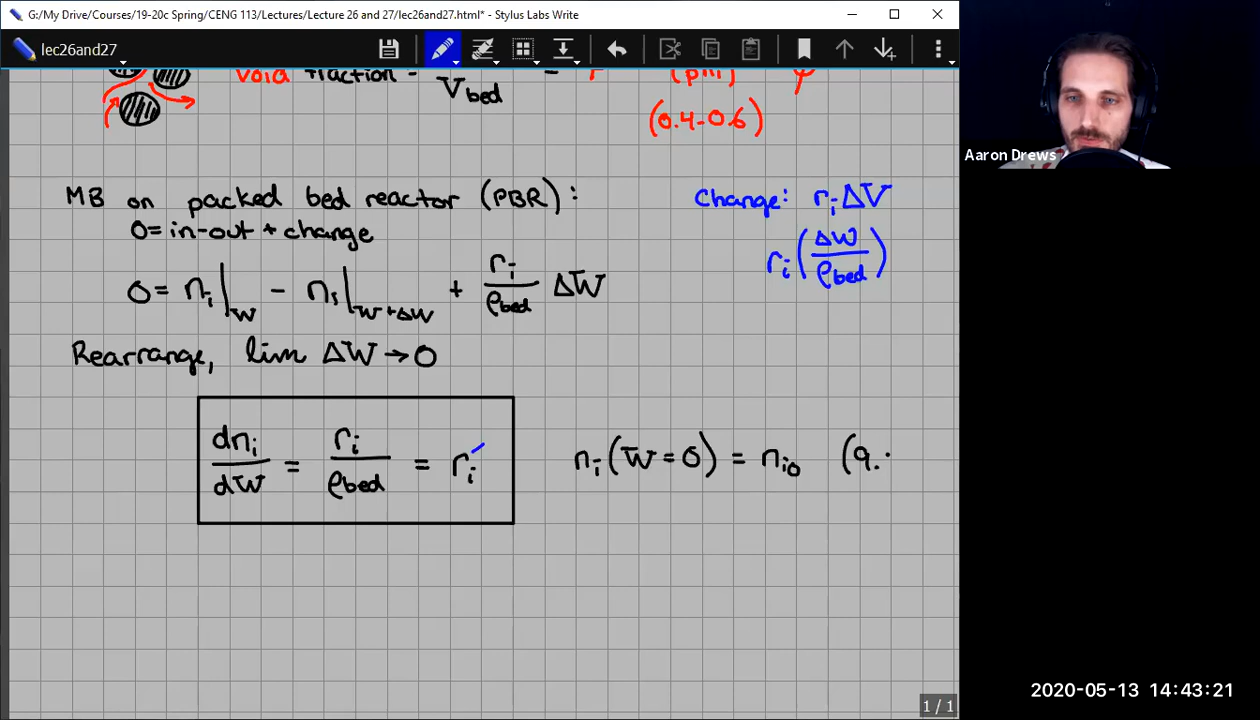 G:/My Drive/Courses/19-20c Spring/CENG 113/Lectures/Lecture 26 and 27/lec26and27.html* - Stylus Labs Write
lec26and27
Void fraction - V bed =
(phi)
(0.4-0.6)
MB on packed bed reactor (PBR):
0 = in-out + change
Change: r_i ΔV
r_i (ΔW/ρ_bed)
0 = n_i|_W - n_i|_{W+ΔW} + r_i/ρ_bed ΔW
Rearrange, lim ΔW → 0
dn_i/dW = r_i/ρ_bed = r_i′
n_i(W=0) = n_i0 (9.
Aaron Drews
1 / 1
2020-05-13 14:43:21